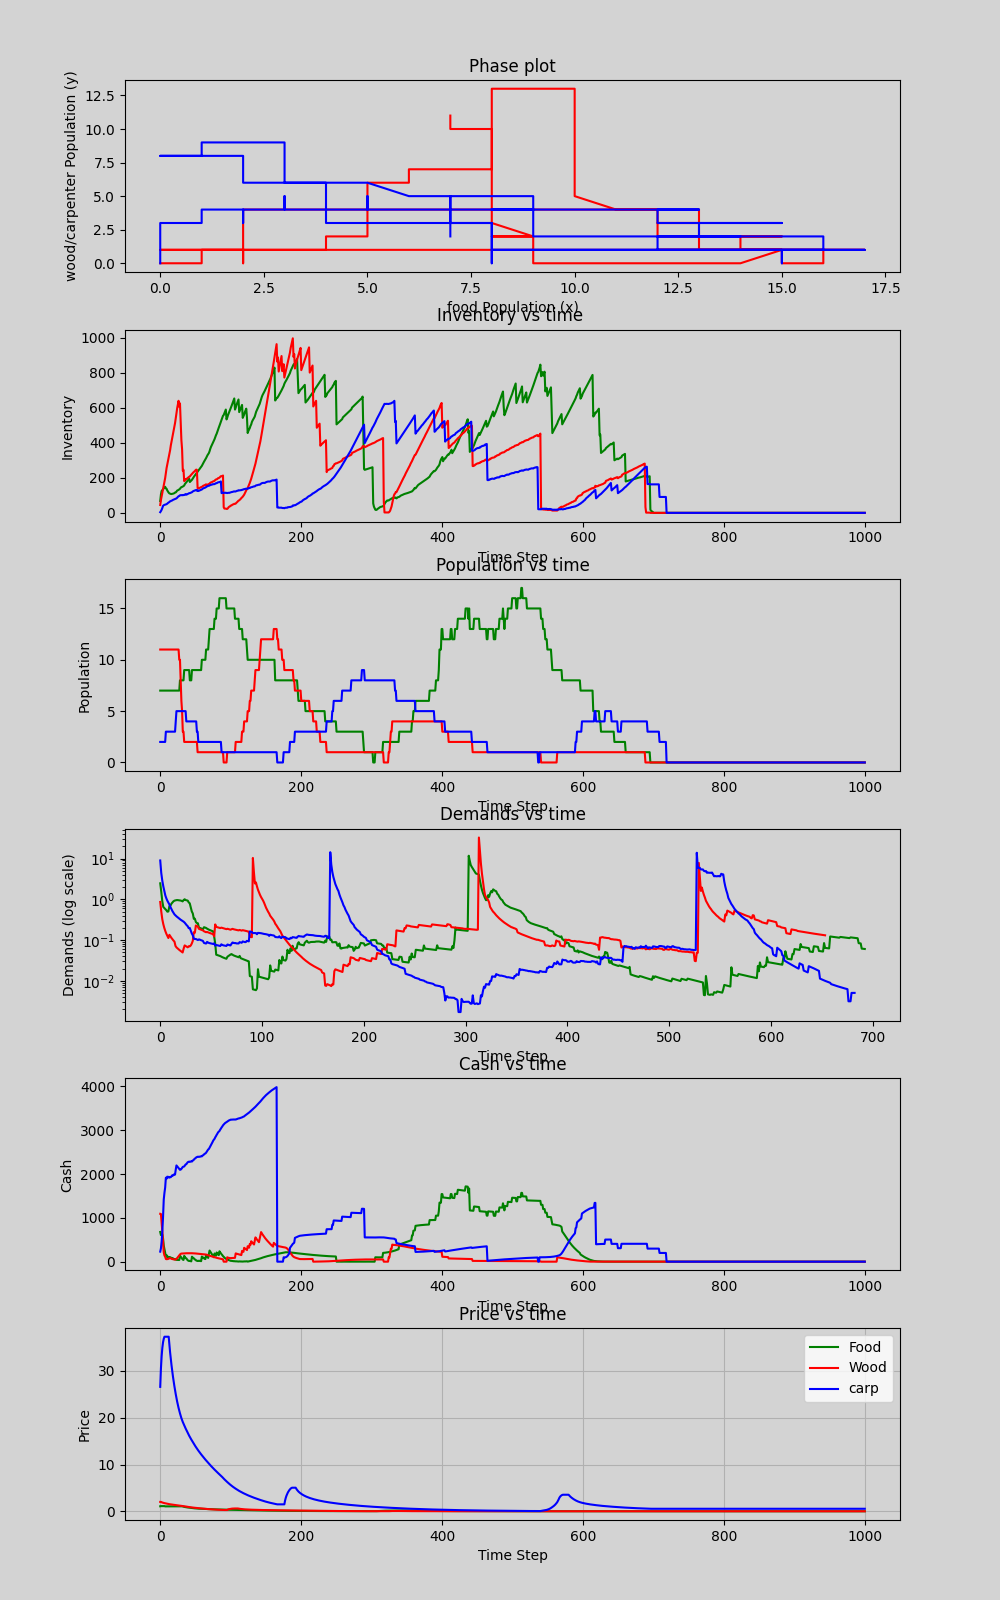 Phase plot
wood/carpenter Population (y)
12.5
10.0
7.5
5.0
2.5
0.0
0.0 2.5 5.0 7.5 10.0 12.5 15.0 17.5
food Population (x)
Inventory vs time
Inventory
1000
800
600
400
200
0
0 200 400 600 800 1000
Time Step
Population vs time
Population
15
10
5
0
0 200 400 600 800 1000
Time Step
Demands vs time
Demands (log scale)
10¹
10⁰
10⁻¹
10⁻²
0 100 200 300 400 500 600 700
Time Step
Cash vs time
Cash
4000
3000
2000
1000
0
0 200 400 600 800 1000
Time Step
Price vs time
Price
30
20
10
0
Food
Wood
carp
0 200 400 600 800 1000
Time Step